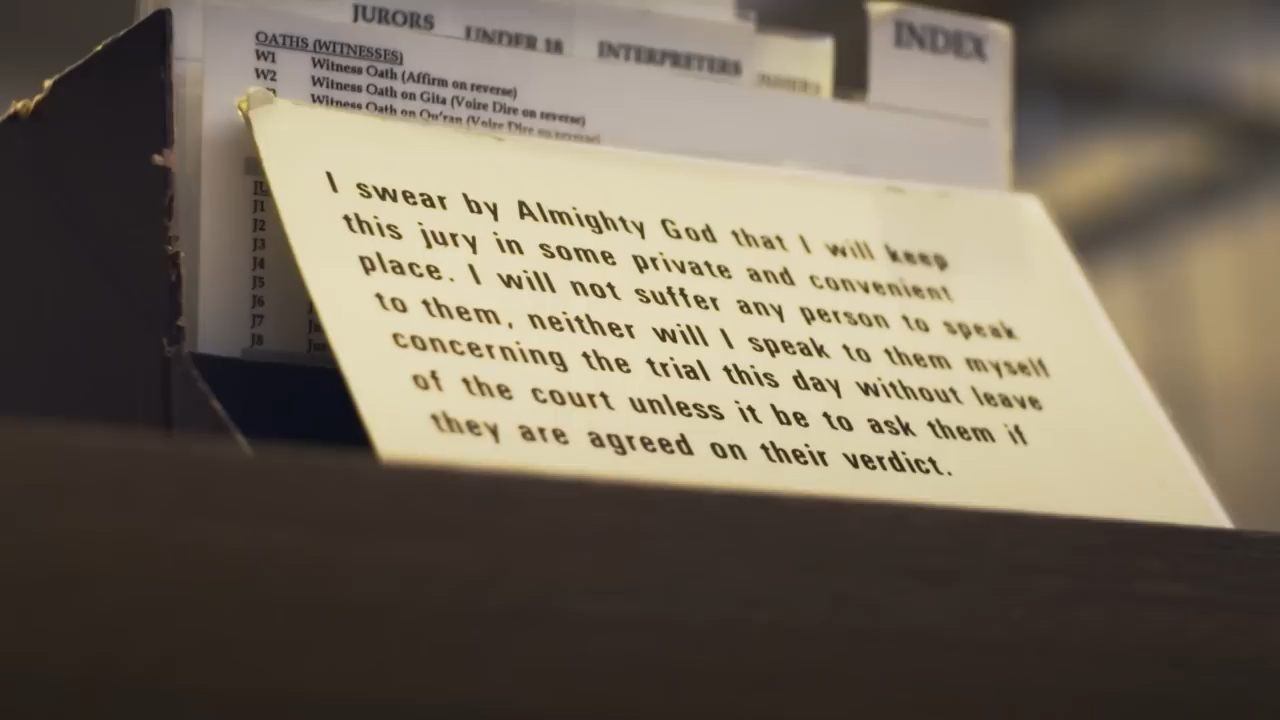 JURORS
UNDER 18
INTERPRETERS
INDEX
OATHS (WITNESSES)
W1 Witness Oath (Affirm on reverse)
W2 Witness Oath on Gita (Voire Dire on reverse)
Witness Oath on Qu'ran (Voire Dire on reverse)
J1
J2
J3
J4
J5
J6
J7
J8
I swear by Almighty God that I will keep
this jury in some private and convenient
place. I will not suffer any person to speak
to them, neither will I speak to them myself
concerning the trial this day without leave
of the court unless it be to ask them if
they are agreed on their verdict.